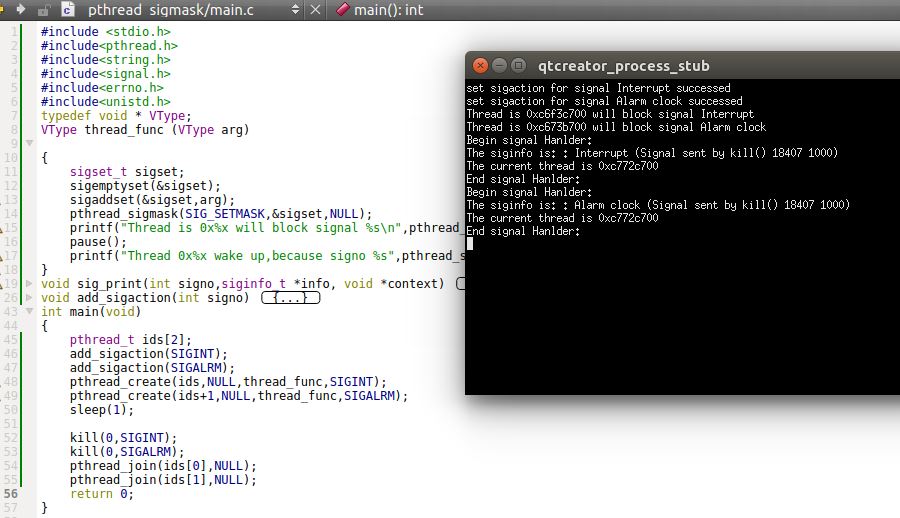 pthread_sigmask/main.c main(): int
1 #include <stdio.h>
2 #include<pthread.h>
3 #include<string.h>
4 #include<signal.h>
5 #include<errno.h>
6 #include<unistd.h>
7 typedef void * VType;
8 VType thread_func (VType arg)
9
10 {
11 sigset_t sigset;
12 sigemptyset(&sigset);
13 sigaddset(&sigset,arg);
14 pthread_sigmask(SIG_SETMASK,&sigset,NULL);
15 printf("Thread is 0x%x will block signal %s\n",pthread_
16 pause();
17 printf("Thread 0x%x wake up,because signo %s",pthread_s
18 }
19 void sig_print(int signo,siginfo_t *info, void *context)
26 void add_sigaction(int signo) {...}
43 int main(void)
44 {
45 pthread_t ids[2];
46 add_sigaction(SIGINT);
47 add_sigaction(SIGALRM);
48 pthread_create(ids,NULL,thread_func,SIGINT);
49 pthread_create(ids+1,NULL,thread_func,SIGALRM);
50 sleep(1);
51
52 kill(0,SIGINT);
53 kill(0,SIGALRM);
54 pthread_join(ids[0],NULL);
55 pthread_join(ids[1],NULL);
56 return 0;
57 }
qtcreator_process_stub
set sigaction for signal Interrupt successed
set sigaction for signal Alarm clock successed
Thread is 0xc6f3c700 will block signal Interrupt
Thread is 0xc673b700 will block signal Alarm clock
Begin signal Hanlder:
The siginfo is: : Interrupt (Signal sent by kill() 18407 1000)
The current thread is 0xc772c700
End signal Hanlder:
Begin signal Hanlder:
The siginfo is: : Alarm clock (Signal sent by kill() 18407 1000)
The current thread is 0xc772c700
End signal Hanlder: